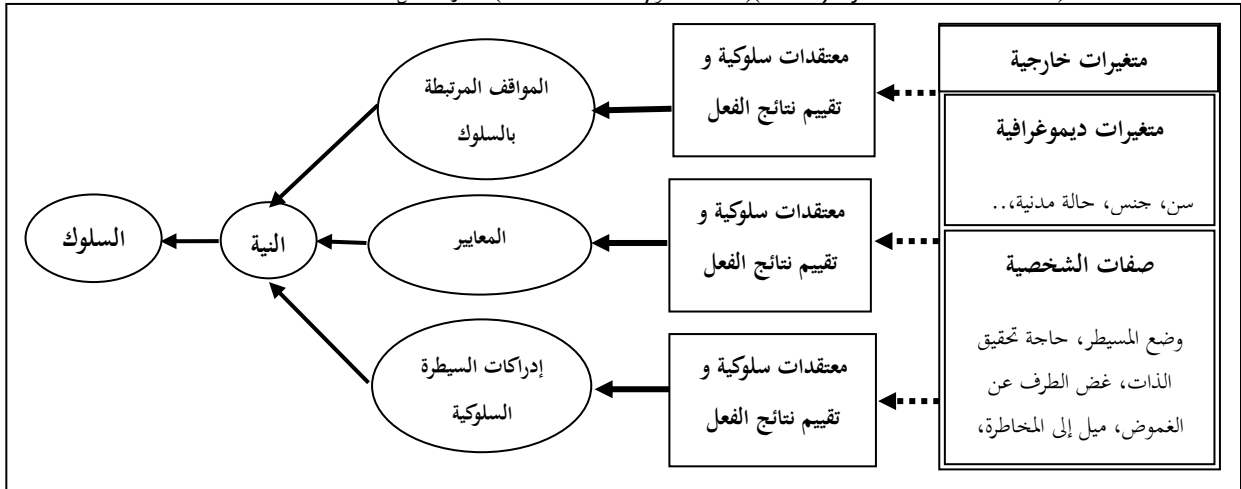 متغيرات خارجية
متغيرات ديموغرافية
سن، جنس، حالة مدنية،..
صفات الشخصية
وضع المسيطر، حاجة تحقيق
الذات، غض الطرف عن
الغموض، ميل إلى المخاطرة،
معتقدات سلوكية و
تقييم نتائج الفعل
معتقدات سلوكية و
تقييم نتائج الفعل
معتقدات سلوكية و
تقييم نتائج الفعل
المواقف المرتبطة
بالسلوك
المعايير
إدراكات السيطرة
السلوكية
النية
السلوك